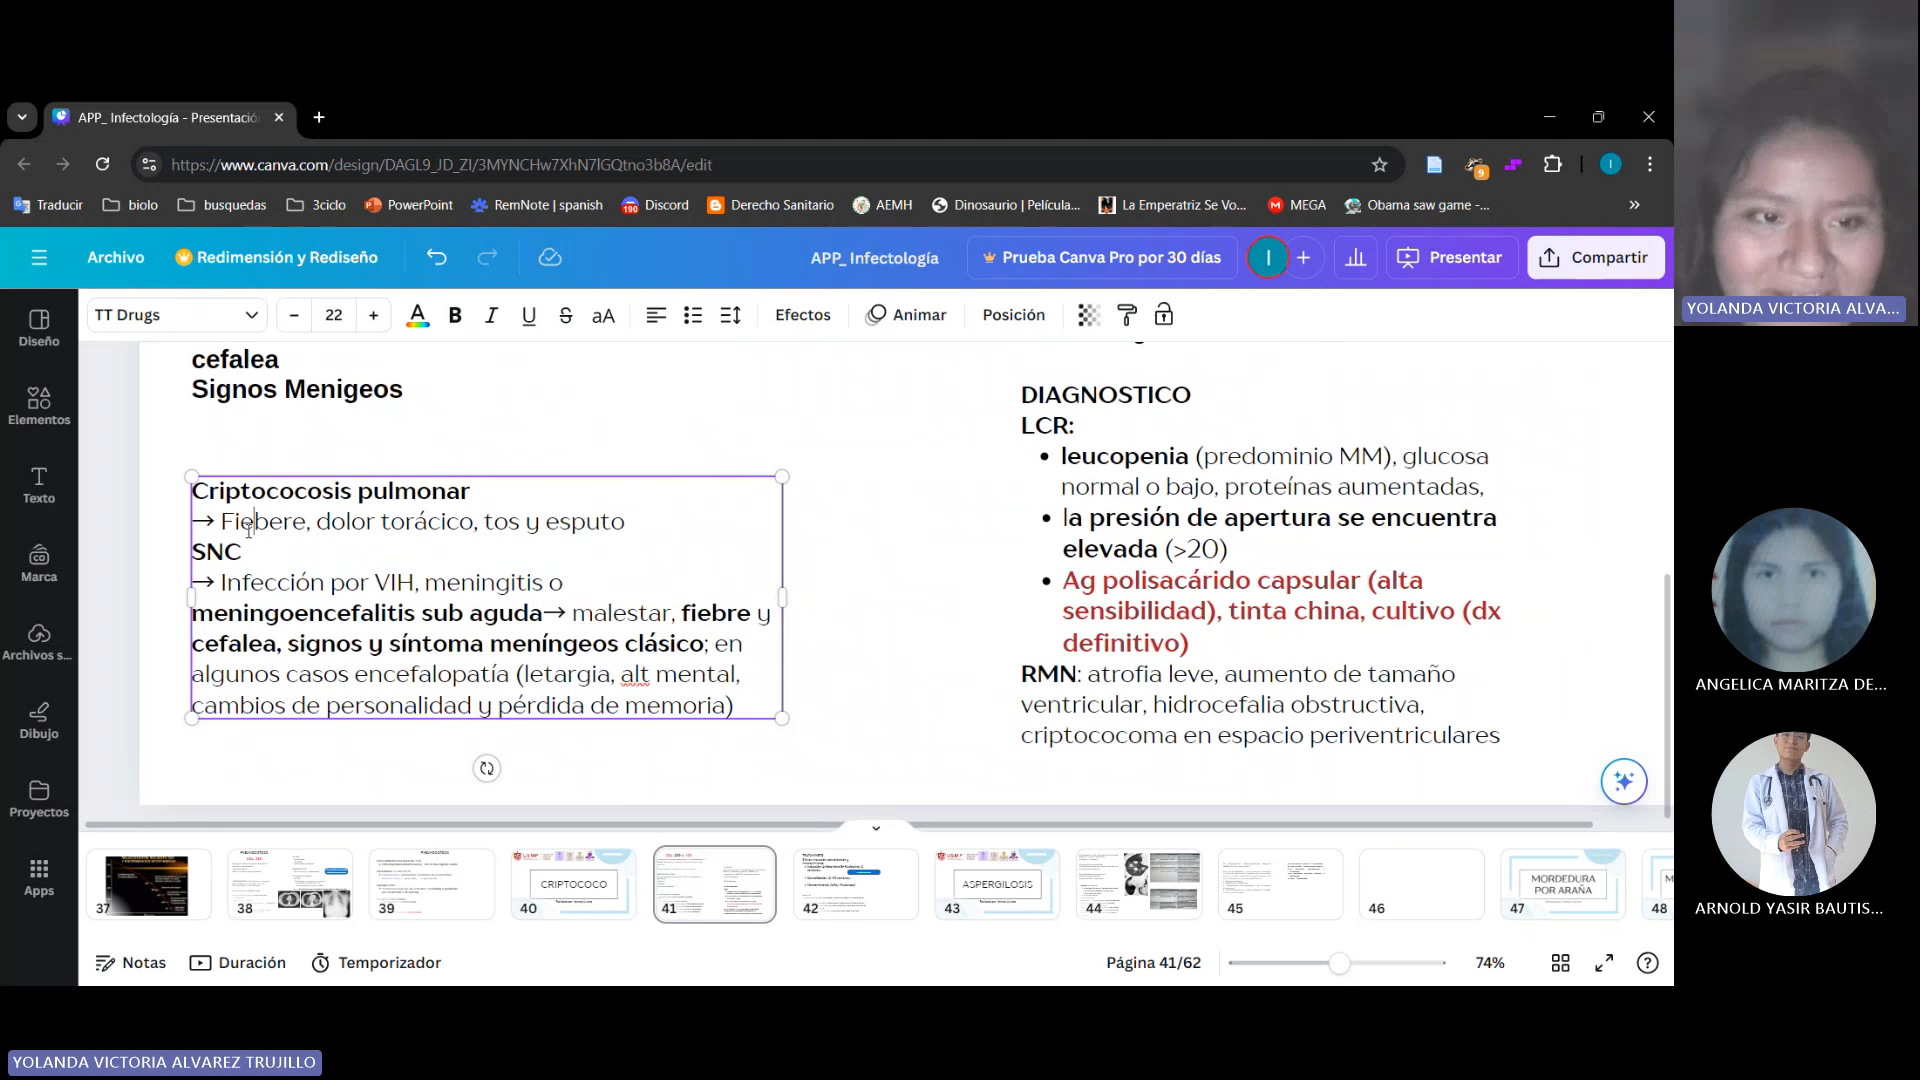 APP_ Infectología - Presentació
https://www.canva.com/design/DAGL9_JD_ZI/3MYNCHw7XhN7lGQtno3b8A/edit
9
I
Traducir
biolo
busquedas
3ciclo
PowerPoint
RemNote | spanish
190
Discord
Derecho Sanitario
AEMH
Dinosaurio | Película...
La Emperatriz Se Vo...
MEGA
Obama saw game -...
Archivo
Redimensión y Rediseño
APP_ Infectología
Prueba Canva Pro por 30 días
I
Presentar
Compartir
TT Drugs
22
Efectos
Animar
Posición
Diseño
Elementos
Texto
Marca
Archivos s...
Dibujo
Proyectos
Apps
cefalea
Signos Menigeos
Criptococosis pulmonar
→ Fiebere, dolor torácico, tos y esputo
SNC
→ Infección por VIH, meningitis o
meningoencefalitis sub aguda→ malestar, fiebre y
cefalea, signos y síntoma meníngeos clásico; en
algunos casos encefalopatía (letargia, alt mental,
cambios de personalidad y pérdida de memoria)
DIAGNOSTICO
LCR:
• leucopenia (predominio MM), glucosa
normal o bajo, proteínas aumentadas,
• la presión de apertura se encuentra
elevada (>20)
• Ag polisacárido capsular (alta
sensibilidad), tinta china, cultivo (dx
definitivo)
RMN: atrofia leve, aumento de tamaño
ventricular, hidrocefalia obstructiva,
criptococoma en espacio periventriculares
37
38
39
CRIPTOCOCO
40
41
42
ASPERGILOSIS
43
44
45
46
MORDEDURA
POR ARAÑA
47
48
Notas
Duración
Temporizador
Página 41/62
74%
YOLANDA VICTORIA ALVA...
ANGELICA MARITZA DE...
ARNOLD YASIR BAUTIS...
YOLANDA VICTORIA ALVAREZ TRUJILLO